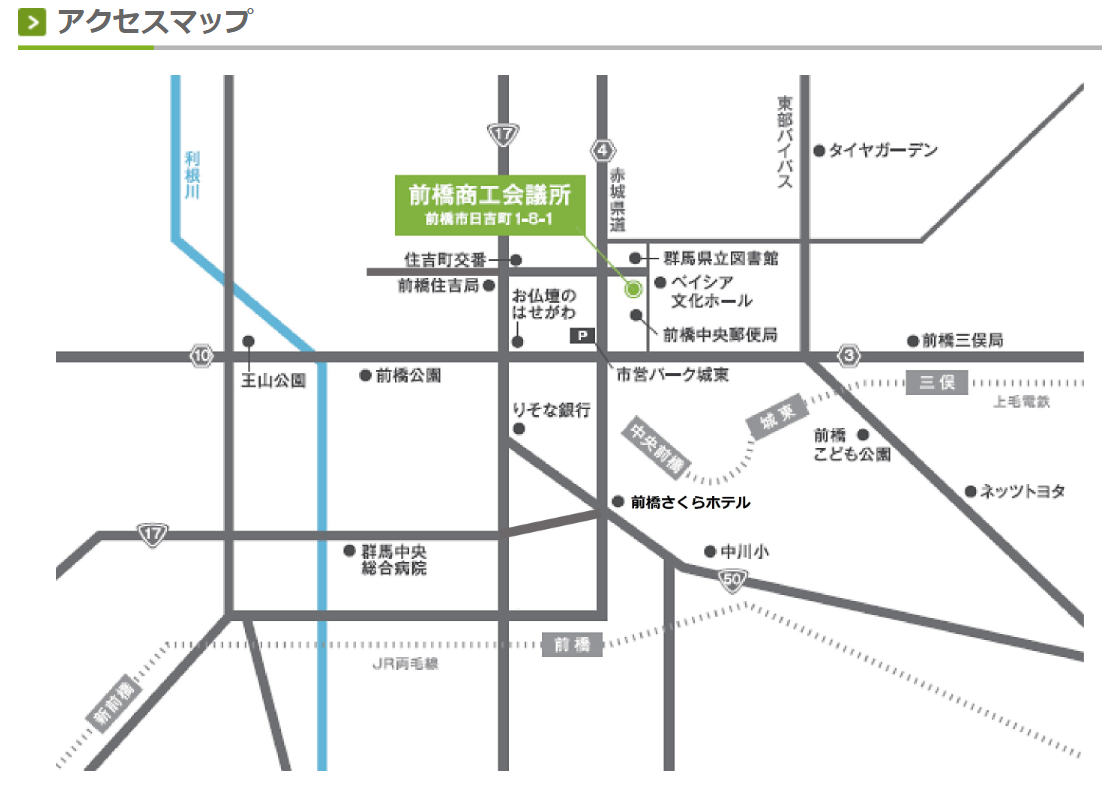 アクセスマップ
利根川
17
4
赤城県道
東部バイパス
タイヤガーデン
前橋商工会議所
前橋市日吉町1-8-1
住吉町交番
群馬県立図書館
前橋住吉局
お仏壇の
はせがわ
ベイシア
文化ホール
P
前橋中央郵便局
前橋三俣局
10
3
王山公園
前橋公園
市営パーク城東
三俣
上毛電鉄
りそな銀行
城東
中央前橋
前橋
こども公園
ネッツトヨタ
前橋さくらホテル
17
群馬中央
総合病院
中川小
50
前橋
JR両毛線
新前橋